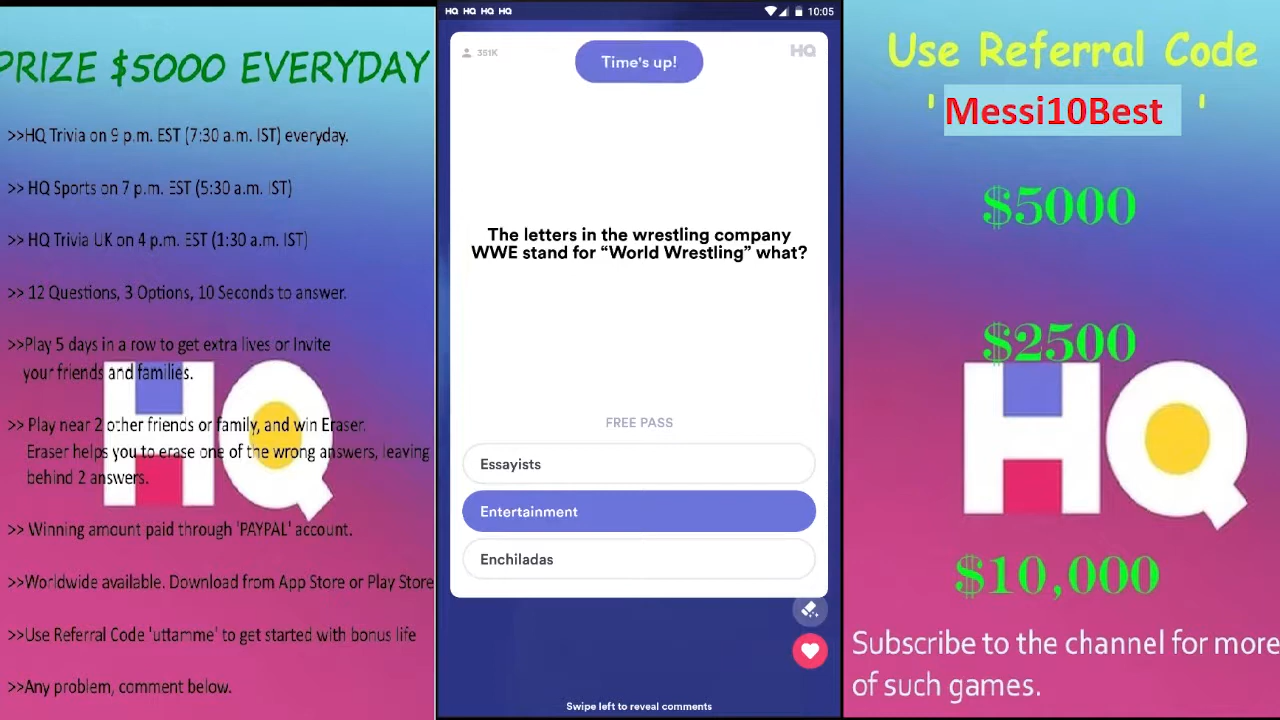 PRIZE $5000 EVERYDAY
>>HQ Trivia on 9 p.m. EST (7:30 a.m. IST) everyday.
>> HQ Sports on 7 p.m. EST (5:30 a.m. IST)
>> HQ Trivia UK on 4 p.m. EST (1:30 a.m. IST)
>> 12 Questions, 3 Options, 10 Seconds to answer.
>>Play 5 days in a row to get extra lives or Invite
your friends and families.
>> Play near 2 other friends or family, and win Eraser.
Eraser helps you to erase one of the wrong answers, leaving
behind 2 answers.
>> Winning amount paid through 'PAYPAL' account.
>>Worldwide available. Download from App Store or Play Store
>>Use Referral Code 'uttamme' to get started with bonus life
>>Any problem, comment below.
HQ
HQ HQ HQ HQ 10:05
351K Time's up! HQ
The letters in the wrestling company
WWE stand for “World Wrestling” what?
FREE PASS
Essayists
Entertainment
Enchiladas
Swipe left to reveal comments
Use Referral Code
' Messi10Best '
$5000
$2500
HQ
$10,000
Subscribe to the channel for more
of such games.